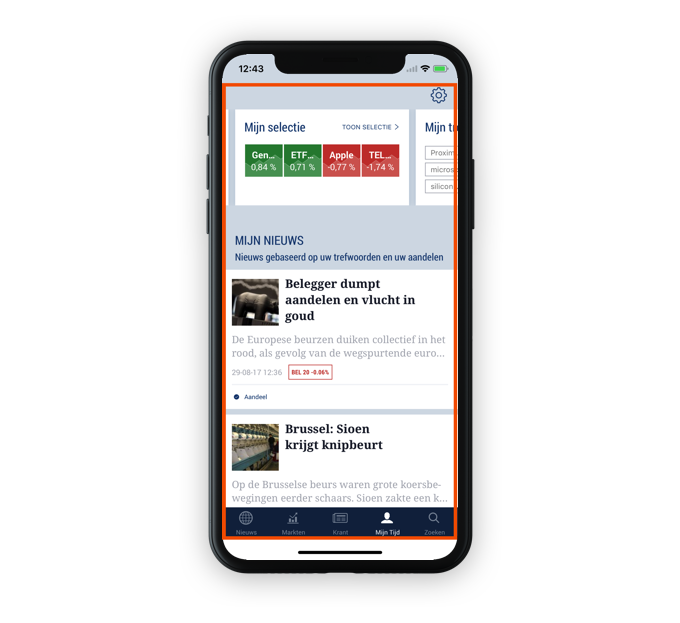 12:43
Mijn selectie
TOON SELECTIE
Mijn
Gen... ETF... Apple TEL...
0,84 % 0,71 % -0,77 % -1,74 %
Proxim
micros
silicon
MIJN NIEUWS
Nieuws gebaseerd op uw trefwoorden en uw aandelen
Belegger dumpt
aandelen en vlucht in
goud
De Europese beurzen duiken collectief in het
rood, als gevolg van de wegspurtende euro...
29-08-17 12:36 BEL 20 -0.06%
Aandeel
Brussel: Sioen
krijgt knipbeurt
Op de Brusselse beurs waren grote koersbe-
wegingen eerder schaars. Sioen zakte een k...
Nieuws Markten Krant Mijn Tijd Zoeken